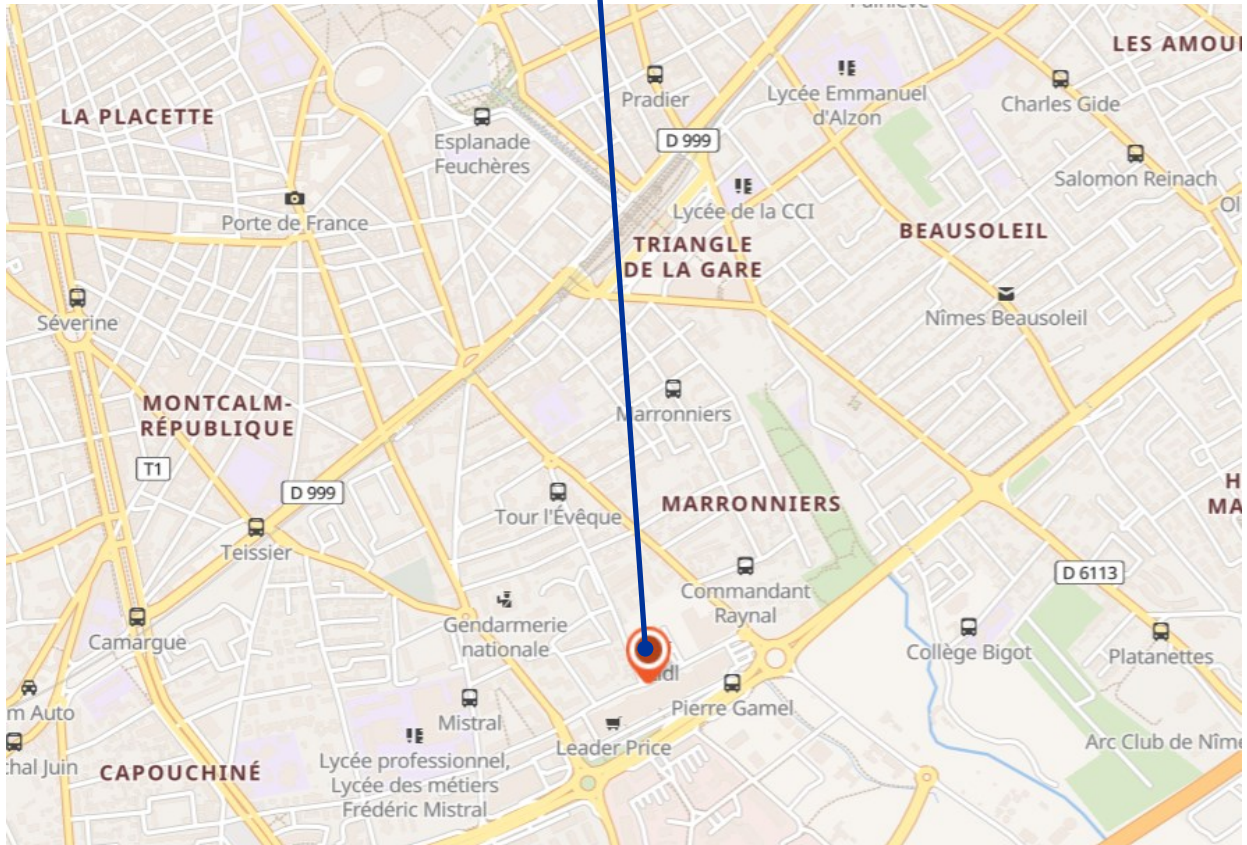 LES AMOU
Pradier
Lycée Emmanuel
d'Alzon
Charles Gide
LA PLACETTE
D 999
Esplanade
Feuchères
Salomon Reinach
Porte de France
Lycée de la CCI
TRIANGLE
DE LA GARE
BEAUSOLEIL
Séverine
Nîmes Beausoleil
MONTCALM-
RÉPUBLIQUE
Marronniers
T1
D 999
Tour l'Évêque
MARRONNIERS
Teissier
D 6113
Commandant
Raynal
Gendarmerie
nationale
Camargue
Collège Bigot
Platanettes
m Auto
Mistral
Pierre Gamel
Leader Price
Arc Club de Nîme
chal Juin
CAPOUCHINÉ
Lycée professionnel,
Lycée des métiers
Frédéric Mistral